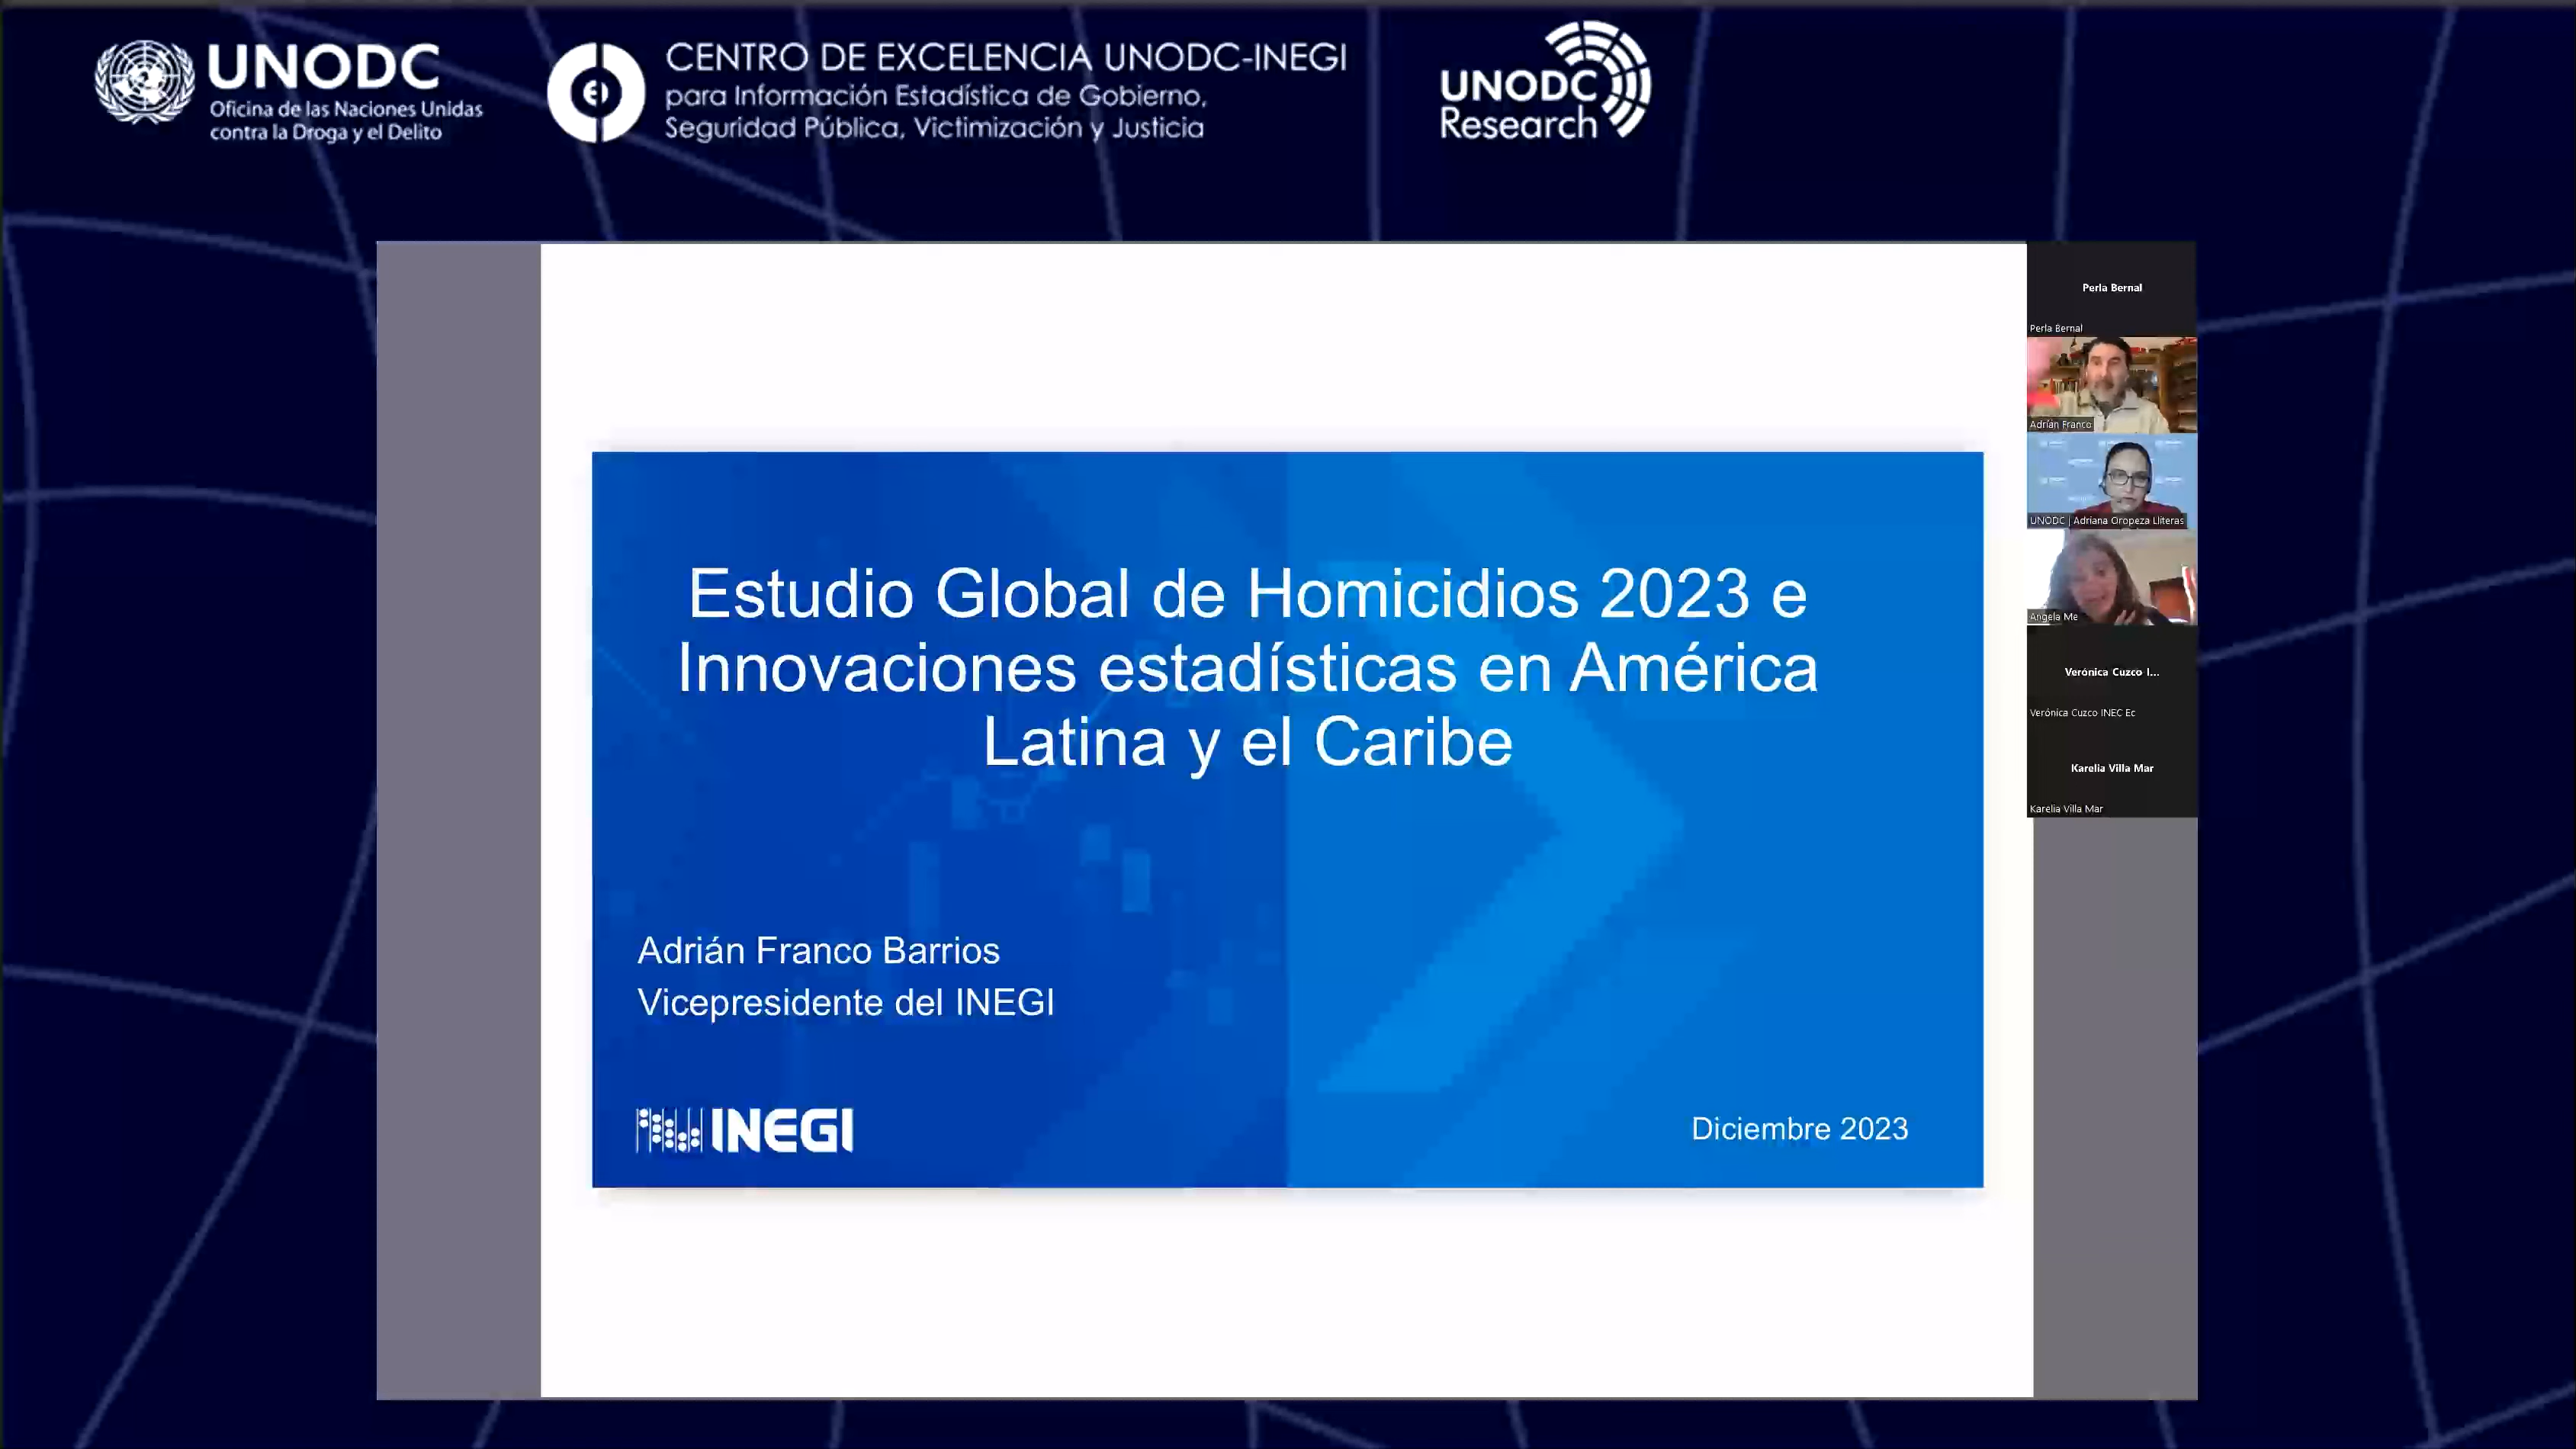 UNODC
Oficina de las Naciones Unidas
contra la Droga y el Delito
CENTRO DE EXCELENCIA UNODC-INEGI
para Información Estadística de Gobierno,
Seguridad Pública, Victimización y Justicia
UNODC
Research
Estudio Global de Homicidios 2023 e
Innovaciones estadísticas en América
Latina y el Caribe
Adrián Franco Barrios
Vicepresidente del INEGI
INEGI
Diciembre 2023
Perla Bernal
Perla Bernal
Adrián Franco
UNODC | Adriana Oropeza Lliteras
Angela Me
Verónica Cuzco I...
Verónica Cuzco INEC Ec
Karelia Villa Mar
Karelia Villa Mar